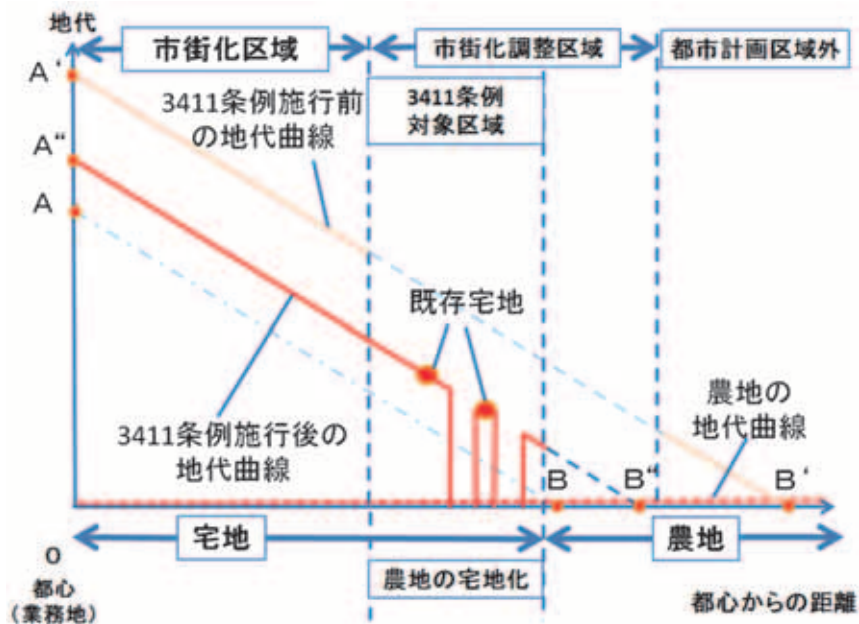 地代
市街化区域
市街化調整区域
都市計画区域外
A‘
3411条例施行前
の地代曲線
3411条例
対象区域
A“
A
既存宅地
農地の
地代曲線
3411条例施行後の
地代曲線
B
B“
B‘
宅地
農地
0
都心
(業務地)
農地の宅地化
都心からの距離